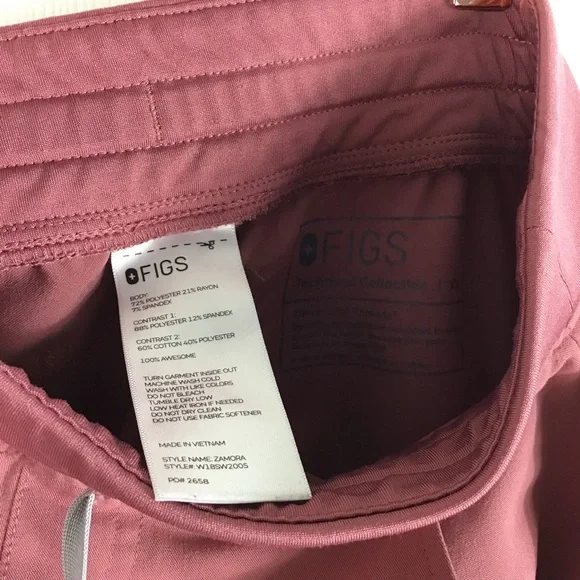 FIGS
BODY:
72% POLYESTER 21% RAYON
7% SPANDEX
CONTRAST 1:
88% POLYESTER 12% SPANDEX
CONTRAST 2:
60% COTTON 40% POLYESTER
100% AWESOME
TURN GARMENT INSIDE OUT
MACHINE WASH COLD
WASH WITH LIKE COLORS
DO NOT BLEACH
TUMBLE DRY LOW
LOW HEAT IRON IF NEEDED
DO NOT DRY CLEAN
DO NOT USE FABRIC SOFTENER
MADE IN VIETNAM
STYLE NAME: ZAMORA
STYLE#: W18SW2005
PO# 2658
FIGS
Technical Collection